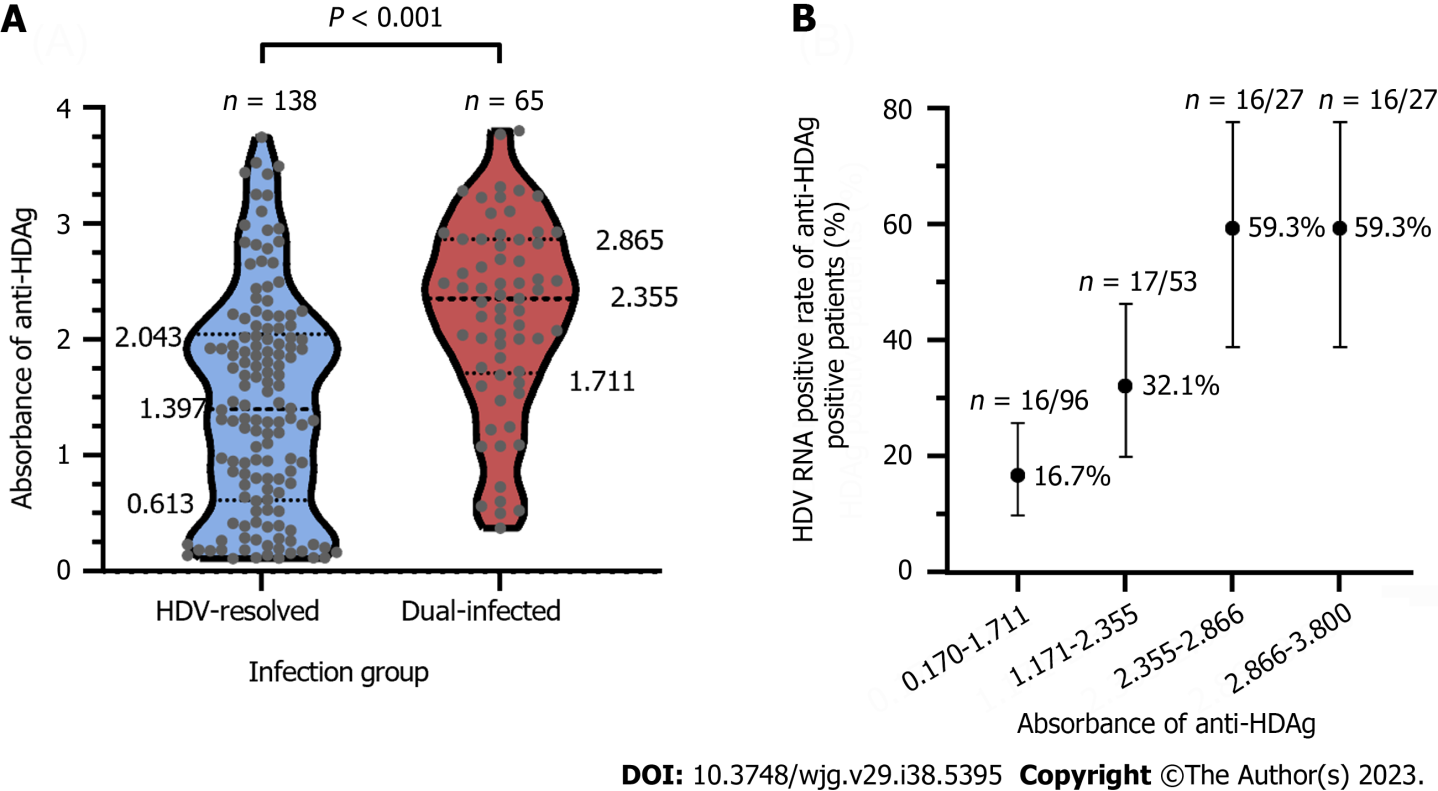 A
P < 0.001
n = 138
n = 65
4
3
2
1
0
Absorbance of anti-HDAg
2.043
1.397
0.613
2.865
2.355
1.711
HDV-resolved
Dual-infected
Infection group
B
80
60
40
20
0
HDV RNA positive rate of anti-HDAg
positive patients (%)
n = 16/96
16.7%
n = 17/53
32.1%
n = 16/27
59.3%
n = 16/27
59.3%
0.170-1.711
1.171-2.355
2.355-2.866
2.866-3.800
Absorbance of anti-HDAg
DOI: 10.3748/wjg.v29.i38.5395 Copyright ©The Author(s) 2023.